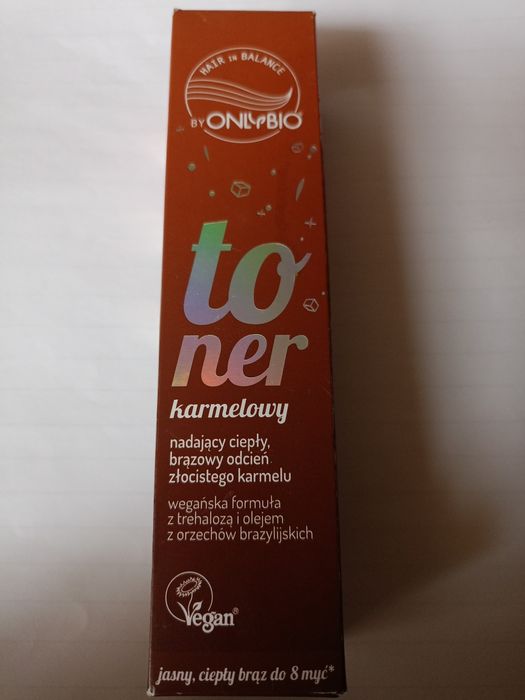 HAIR IN BALANCE
BY ONLYBIO®
to
ner
karmelowy
nadający ciepły,
brązowy odcień
złocistego karmelu
wegańska formuła
z trehalozą i olejem
z orzechów brazylijskich
Vegan®
jasny, ciepły brąz do 8 myć*